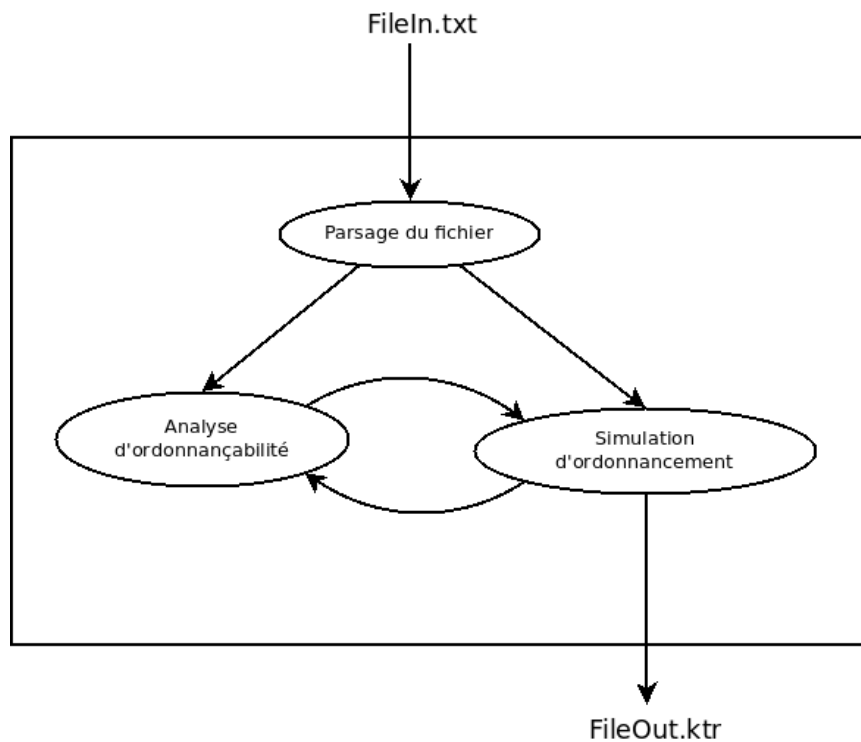 FileIn.txt
Parsage du fichier
Analyse
d'ordonnançabilité
Simulation
d'ordonnancement
FileOut.ktr